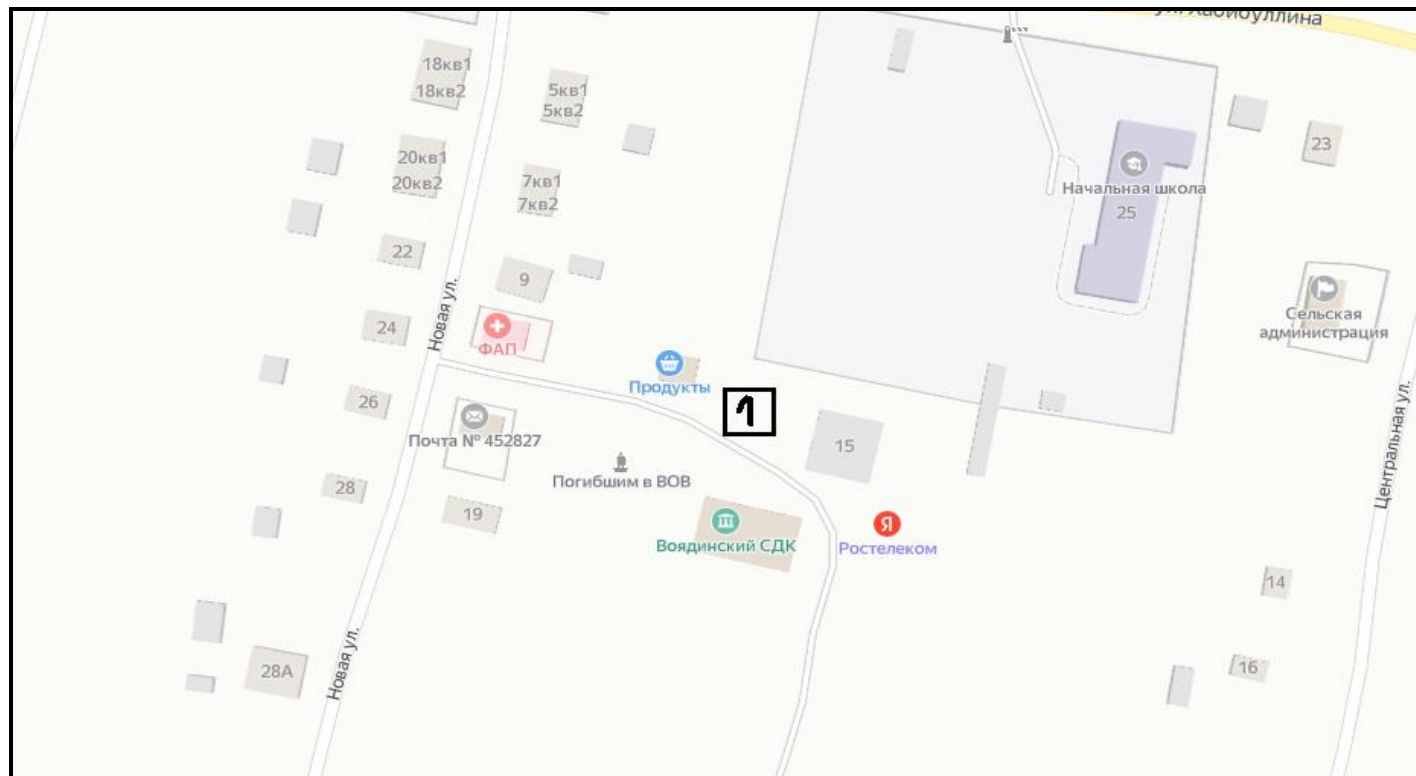 ул. Хабибуллина
18кв1
18кв2
5кв1
5кв2
20кв1
20кв2
7кв1
7кв2
23
Начальная школа
25
22
9
Новая ул.
24
ФАП
Сельская
администрация
Продукты
26
1
Почта № 452827
15
Центральная ул.
Погибшим в ВОВ
28
19
Воядинский СДК
Я
Ростелеком
14
16
28А
Новая ул.